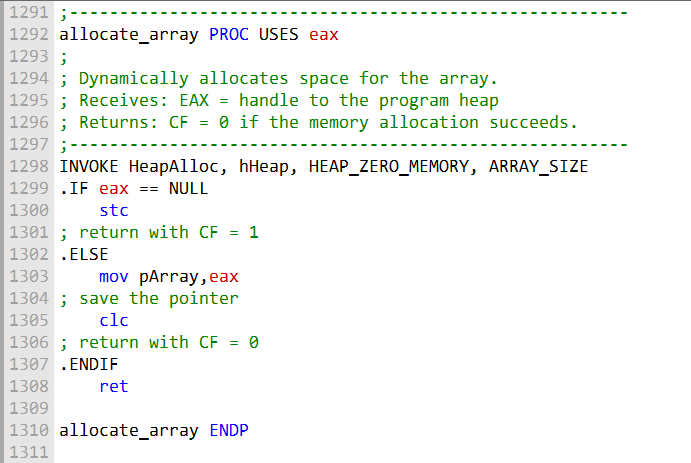 1291 ;--------------------------------------------------------
1292 allocate_array PROC USES eax
1293 ;
1294 ; Dynamically allocates space for the array.
1295 ; Receives: EAX = handle to the program heap
1296 ; Returns: CF = 0 if the memory allocation succeeds.
1297 ;--------------------------------------------------------
1298 INVOKE HeapAlloc, hHeap, HEAP_ZERO_MEMORY, ARRAY_SIZE
1299 .IF eax == NULL
1300     stc
1301 ; return with CF = 1
1302 .ELSE
1303     mov pArray,eax
1304 ; save the pointer
1305     clc
1306 ; return with CF = 0
1307 .ENDIF
1308     ret
1309
1310 allocate_array ENDP
1311